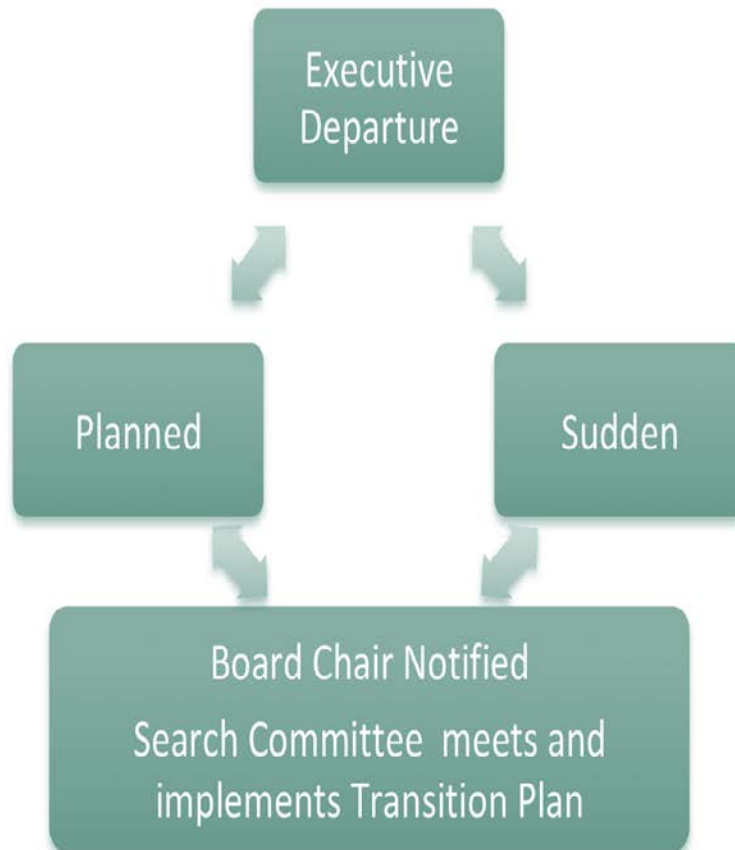 Executive
Departure
Planned
Sudden
Board Chair Notified
Search Committee meets and
implements Transition Plan